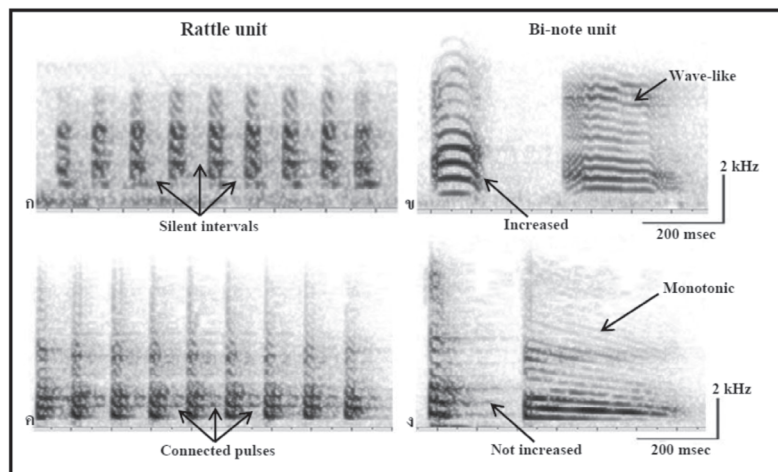 Rattle unit
Bi-note unit
Wave-like
2 kHz
ก
ข
Silent intervals
Increased
200 msec
Monotonic
2 kHz
ค
ง
Connected pulses
Not increased
200 msec